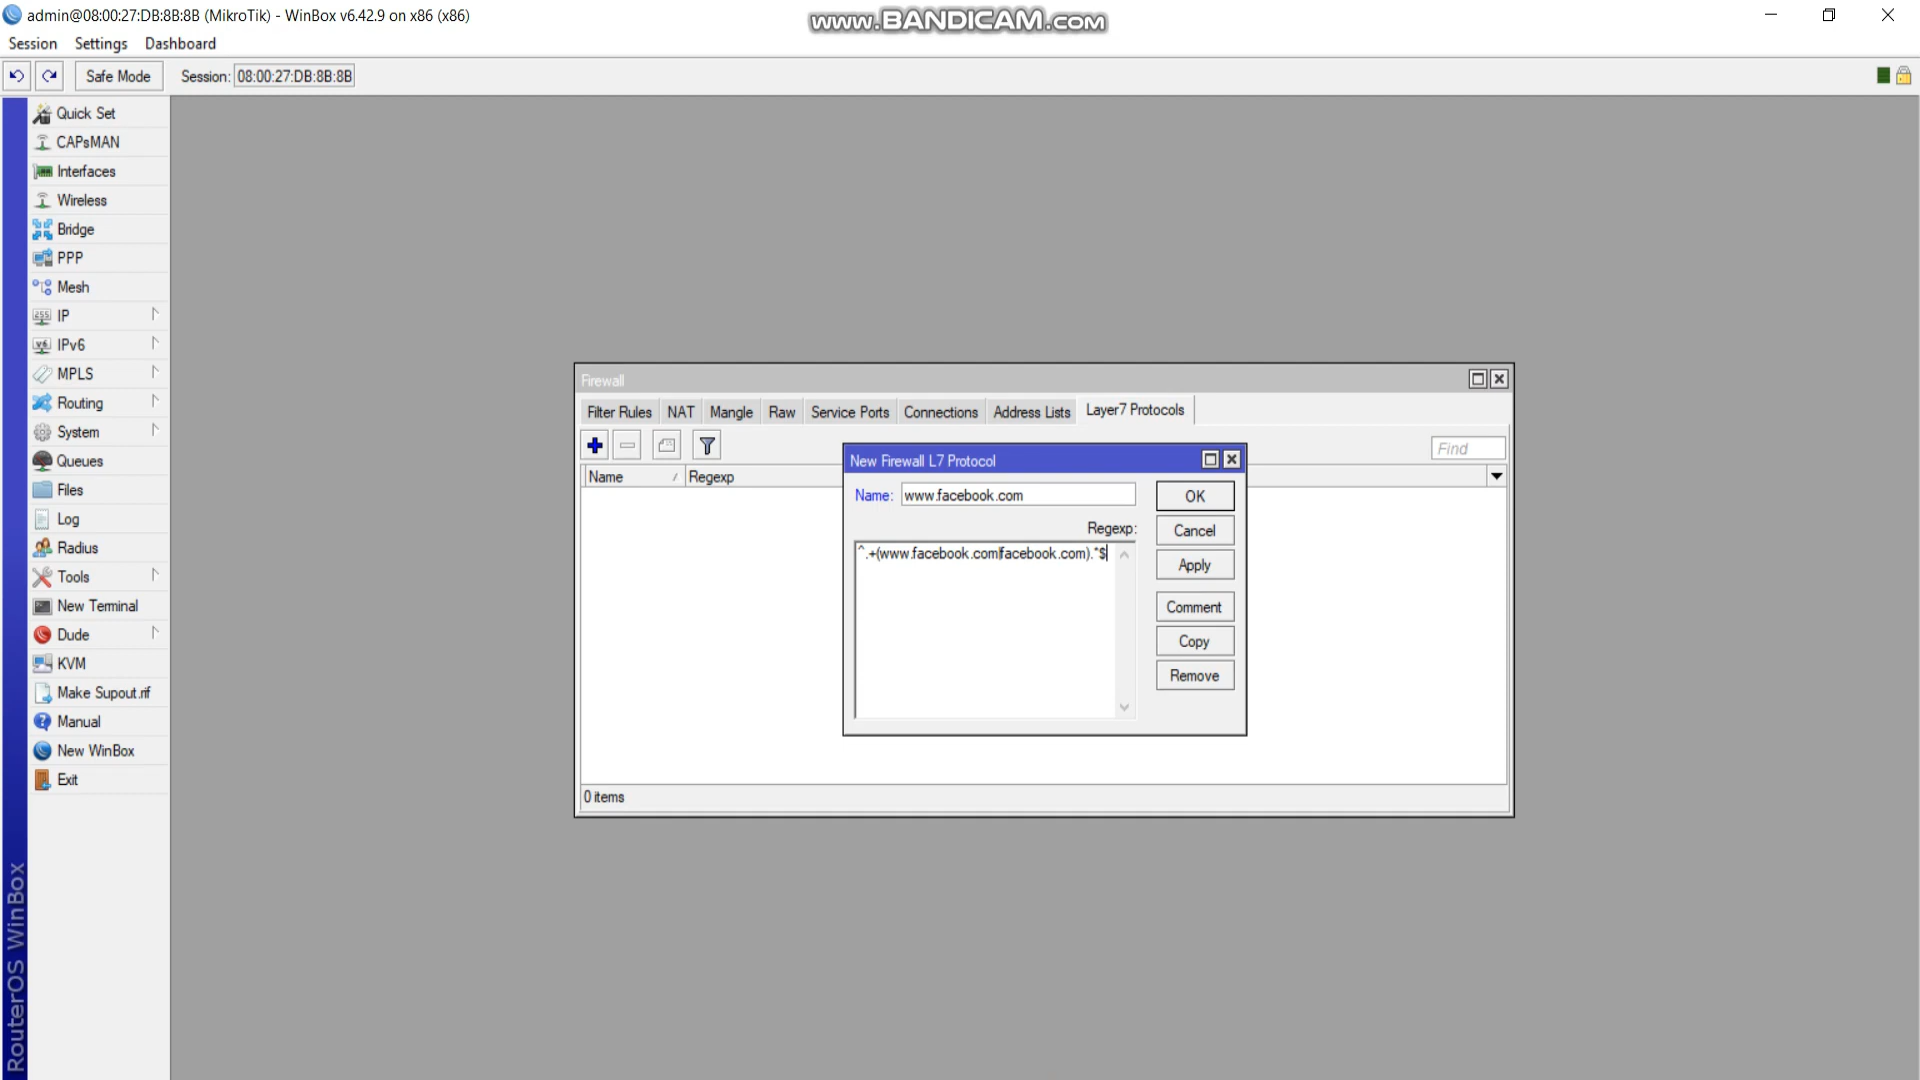 admin@08:00:27:DB:8B:8B (MikroTik) - WinBox v6.42.9 on x86 (x86)
www.BANDICAM.com
Session Settings Dashboard
Safe Mode Session: 08:00:27:DB:8B:8B
Quick Set
CAPsMAN
Interfaces
Wireless
Bridge
PPP
Mesh
IP
IPv6
MPLS
Routing
System
Queues
Files
Log
Radius
Tools
New Terminal
Dude
KVM
Make Supout.rif
Manual
New WinBox
Exit
RouterOS WinBox
Firewall
Filter Rules NAT Mangle Raw Service Ports Connections Address Lists Layer7 Protocols
Find
Name Regexp
0 items
New Firewall L7 Protocol
Name: www.facebook.com
Regexp:
^.+(www.facebook.com|facebook.com).*$
OK
Cancel
Apply
Comment
Copy
Remove